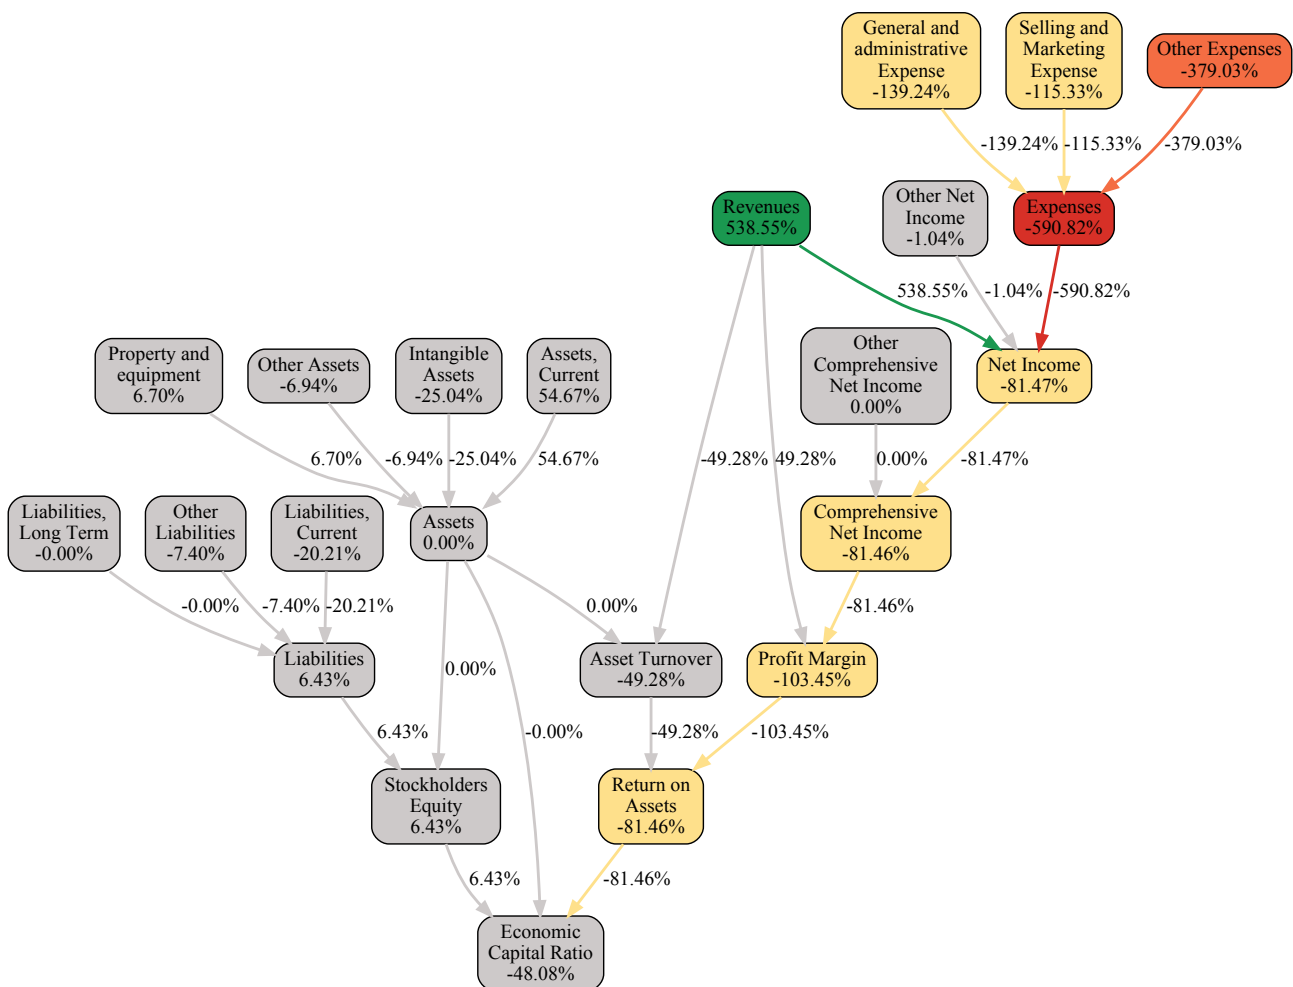 General and
administrative
Expense
-139.24%
Selling and
Marketing
Expense
-115.33%
Other Expenses
-379.03%
-139.24%
-115.33%
-379.03%
Revenues
538.55%
Other Net
Income
-1.04%
Expenses
-590.82%
538.55%
-1.04%
-590.82%
Property and
equipment
6.70%
Other Assets
-6.94%
Intangible
Assets
-25.04%
Assets,
Current
54.67%
Other
Comprehensive
Net Income
0.00%
Net Income
-81.47%
6.70%
-6.94%
-25.04%
54.67%
-49.28%
49.28%
0.00%
-81.47%
Liabilities,
Long Term
-0.00%
Other
Liabilities
-7.40%
Liabilities,
Current
-20.21%
Assets
0.00%
Comprehensive
Net Income
-81.46%
-0.00%
-7.40%
-20.21%
0.00%
-81.46%
Liabilities
6.43%
0.00%
Asset Turnover
-49.28%
Profit Margin
-103.45%
6.43%
-0.00%
-49.28%
-103.45%
Stockholders
Equity
6.43%
Return on
Assets
-81.46%
6.43%
-81.46%
Economic
Capital Ratio
-48.08%